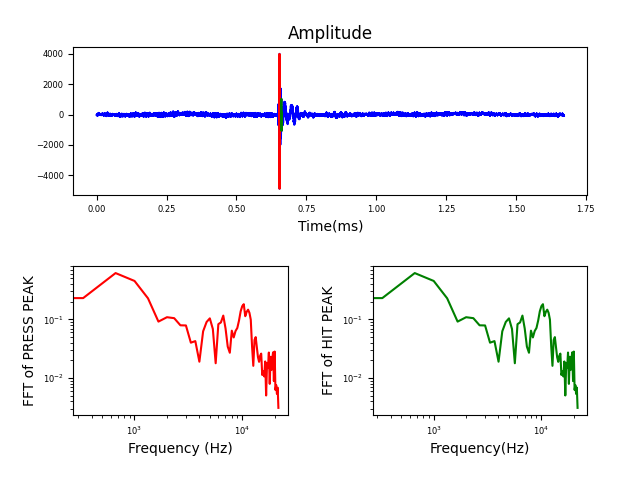 Amplitude
4000
2000
0
−2000
−4000
0.00 0.25 0.50 0.75 1.00 1.25 1.50 1.75
Time(ms)
FFT of PRESS PEAK
10⁻¹
10⁻²
10³ 10⁴
Frequency (Hz)
FFT of HIT PEAK
10⁻¹
10⁻²
10³ 10⁴
Frequency(Hz)